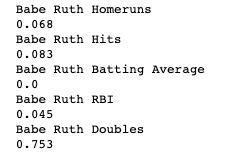 Babe Ruth Homeruns
0.068
Babe Ruth Hits
0.083
Babe Ruth Batting Average
0.0
Babe Ruth RBI
0.045
Babe Ruth Doubles
0.753